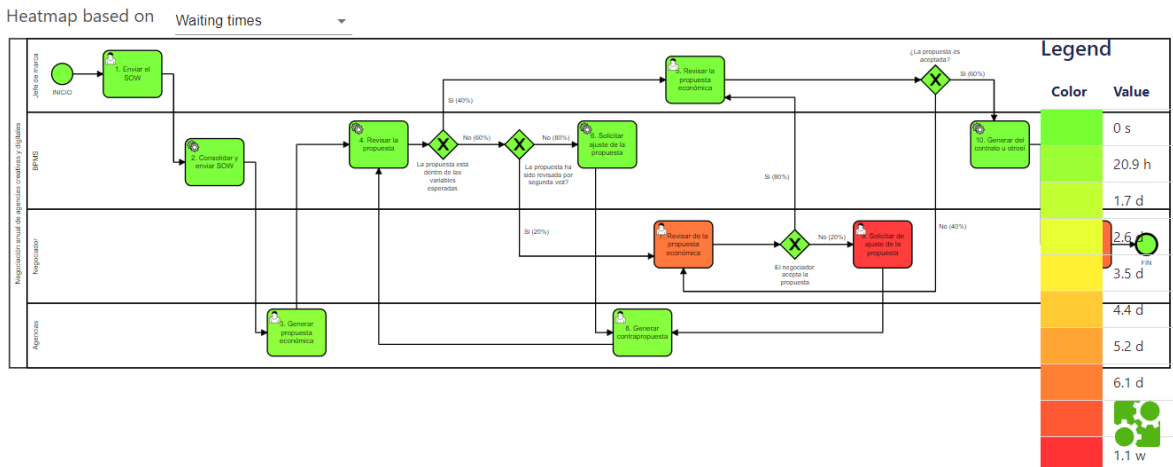 Heatmap based on
Waiting times
Legend
Color
Value
0 s
20.9 h
1.7 d
2.6 d
3.5 d
4.4 d
5.2 d
6.1 d
1.1 w
Negociación anual de agencias creativas y digitales
Jefe de marca
BPMS
Negociador
Agencias
INICIO
1. Enviar el
SOW
2. Consolidar y
enviar SOW
3. Generar
propuesta
económica
4. Revisar la
propuesta
La propuesta está
dentro de las
variables
esperadas
Si (40%)
No (60%)
La propuesta ha
sido revisada por
segunda vez?
No (80%)
Si (20%)
Solicitar
ajuste de la
propuesta
Revisar la
propuesta
económica
¿La propuesta es
aceptada?
Si (60%)
No (40%)
10. Generar del
contrato u otrosí
Revisar de la
propuesta
económica
El negociador
acepta la
propuesta
Si (80%)
No (20%)
Solicitar de
ajuste de la
propuesta
Generar
contrapropuesta
FIN